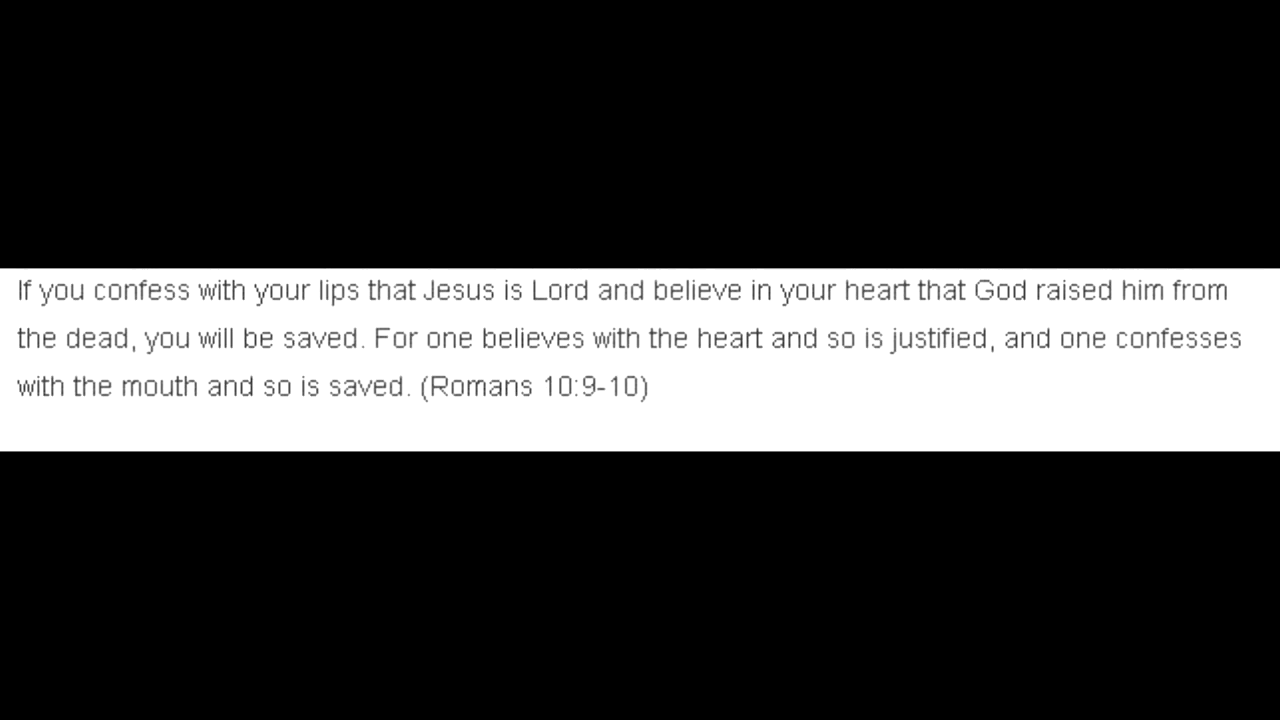 If you confess with your lips that Jesus is Lord and believe in your heart that God raised him from
the dead, you will be saved. For one believes with the heart and so is justified, and one confesses
with the mouth and so is saved. (Romans 10:9-10)